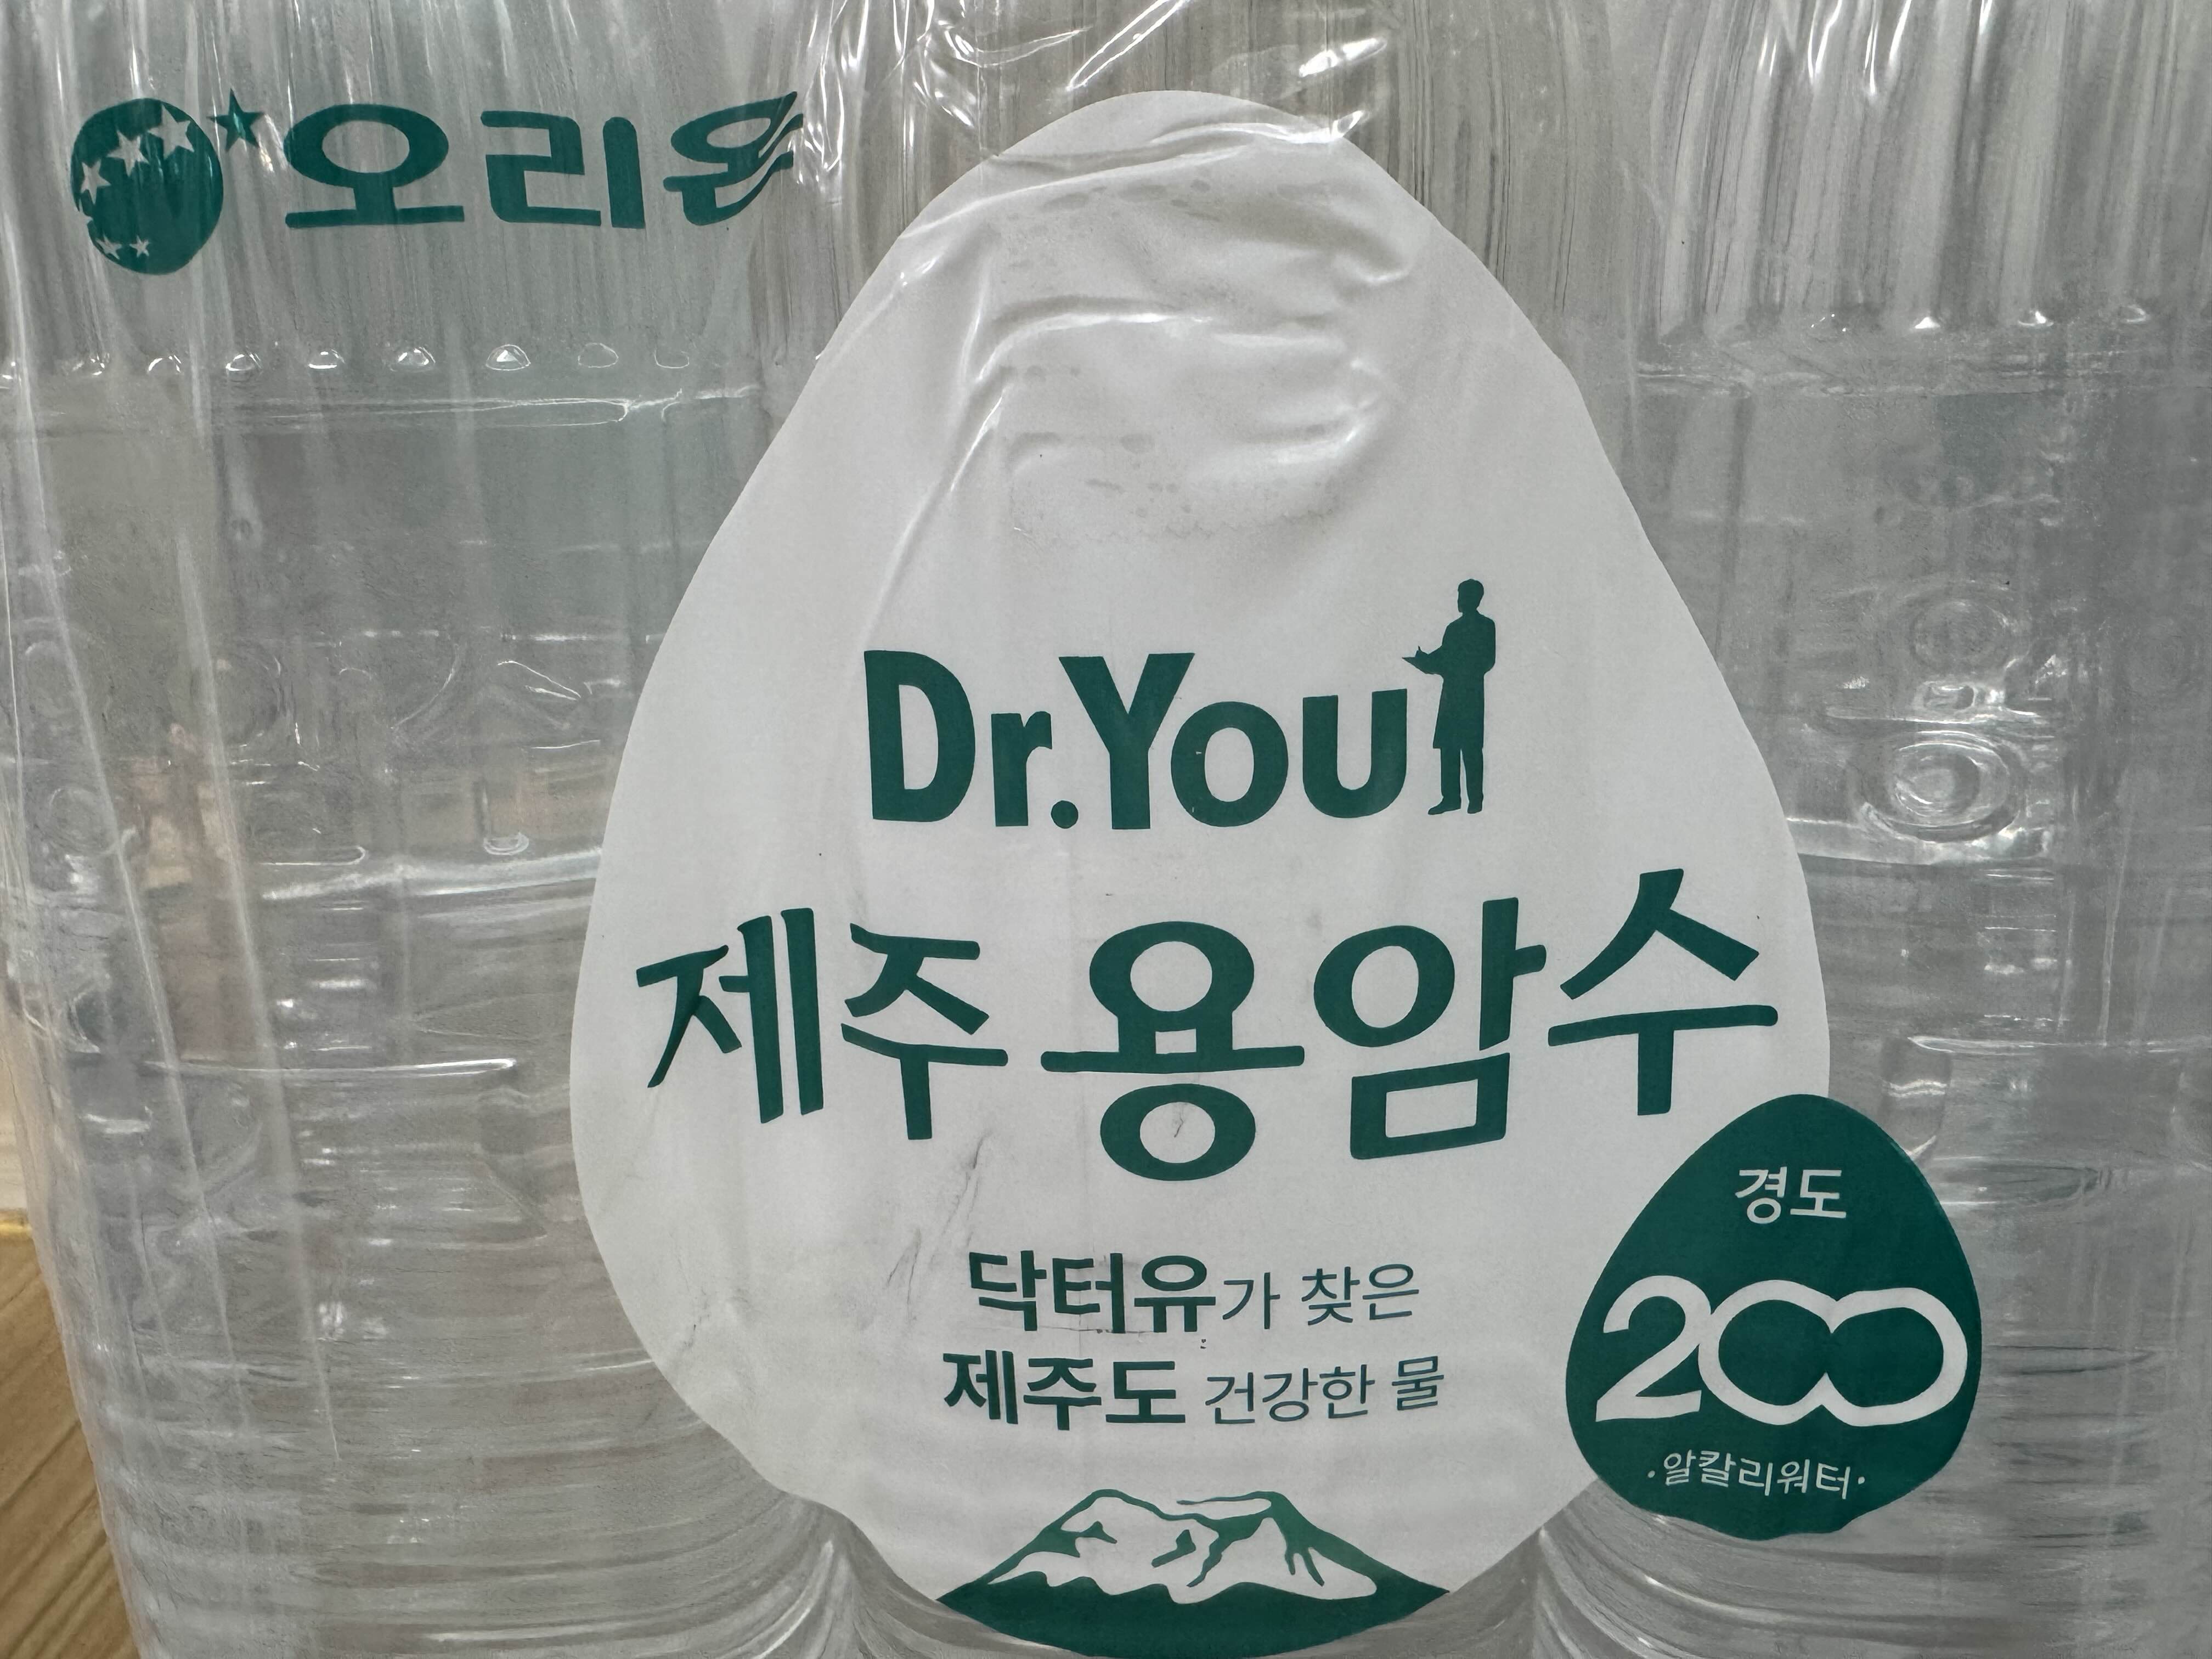 오리온
Dr.You
제주 용암수
닥터유가 찾은
제주도 건강한 물
경도
200
·알칼리워터·